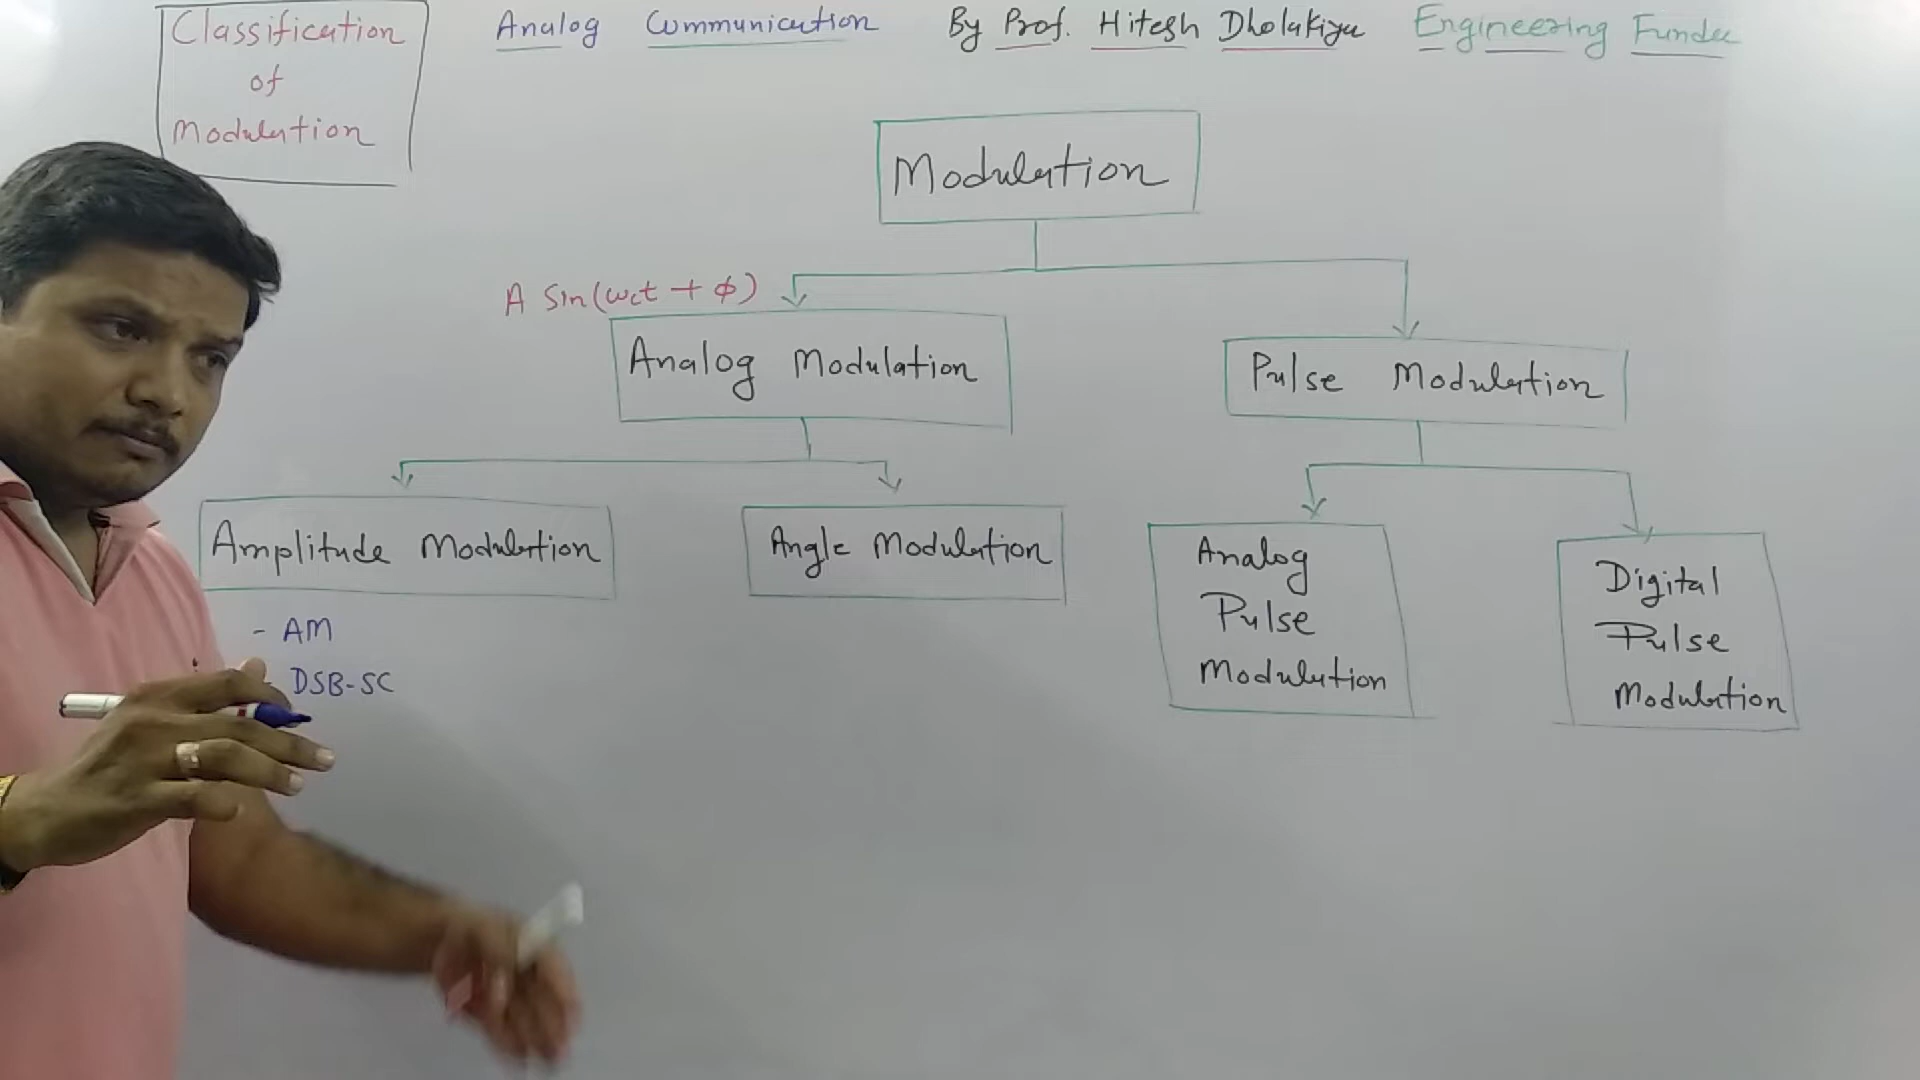 Classification
of
Modulation
Analog Communication By Prof. Hitesh Dholakiya Engineering Funda
Modulation
A Sin(ωct + ϕ)
Analog Modulation
Pulse Modulation
Amplitude Modulation
Angle Modulation
Analog
Pulse
Modulation
Digital
Pulse
Modulation
- AM
- DSB-SC